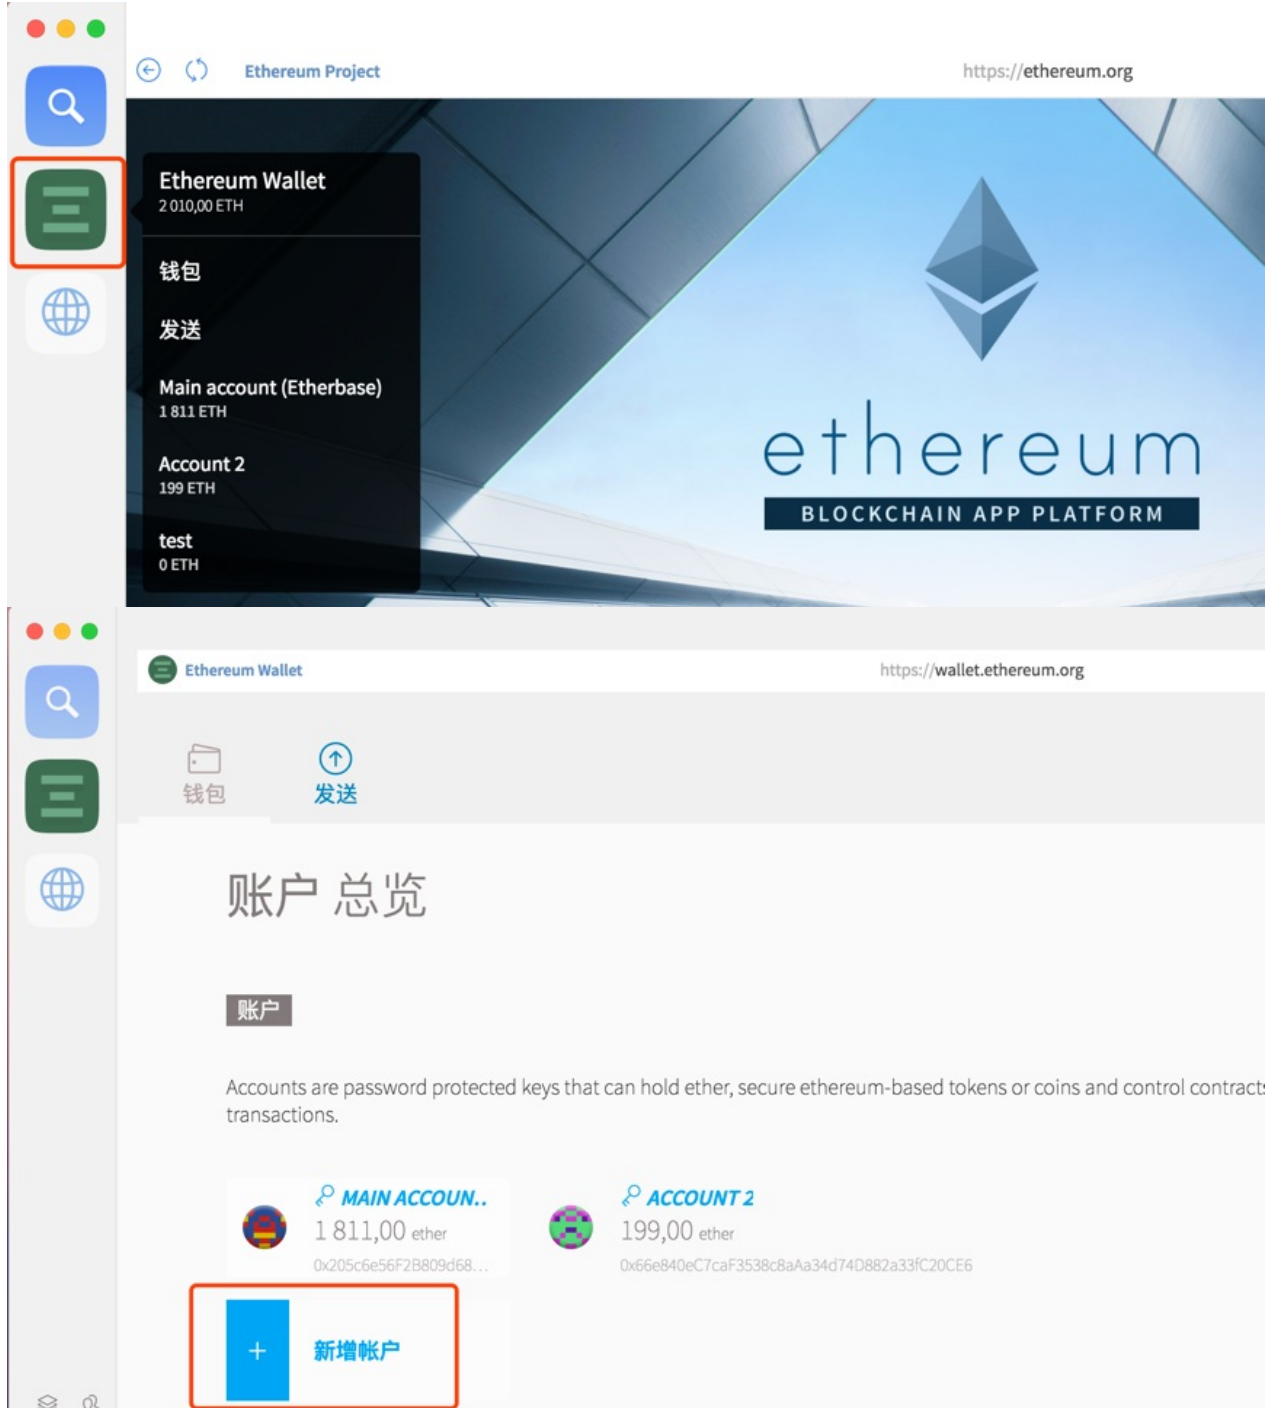 Ethereum Project
https://ethereum.org
Ethereum Wallet
2 010,00 ETH
钱包
发送
Main account (Etherbase)
1 811 ETH
Account 2
199 ETH
test
0 ETH
ethereum
BLOCKCHAIN APP PLATFORM
Ethereum Wallet
https://wallet.ethereum.org
钱包
发送
账户 总览
账户
Accounts are password protected keys that can hold ether, secure ethereum-based tokens or coins and control contracts
transactions.
MAIN ACCOUN..
1 811,00 ether
0x205c6e56F2B809d68...
ACCOUNT 2
199,00 ether
0x66e840eC7caF3538c8aAa34d74D882a33fC20CE6
+ 新增帐户